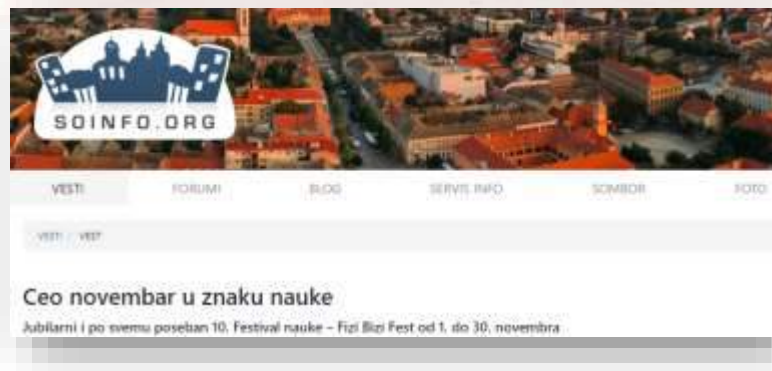 SOINFO.ORG
VESTI FORUMI BLOG SERVIS INFO SOMBOR FOTO
VESTI / VEST
Ceo novembar u znaku nauke
Jubilarni i po svemu poseban 10. Festival nauke – Fizi Bizi Fest od 1. do 30. novembra